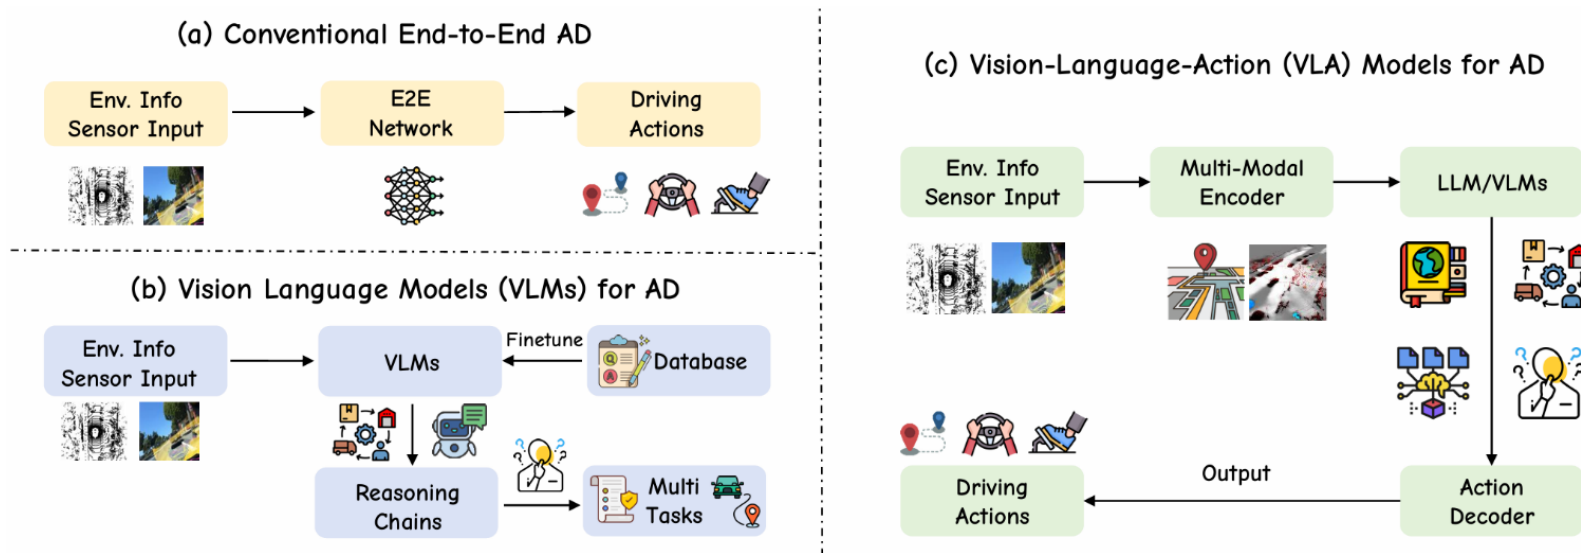 (a) Conventional End-to-End AD
Env. Info
Sensor Input
E2E
Network
Driving
Actions
(b) Vision Language Models (VLMs) for AD
Env. Info
Sensor Input
VLMs
Finetune
Database
Reasoning
Chains
Multi
Tasks
(c) Vision-Language-Action (VLA) Models for AD
Env. Info
Sensor Input
Multi-Modal
Encoder
LLM/VLMs
Action
Decoder
Output
Driving
Actions